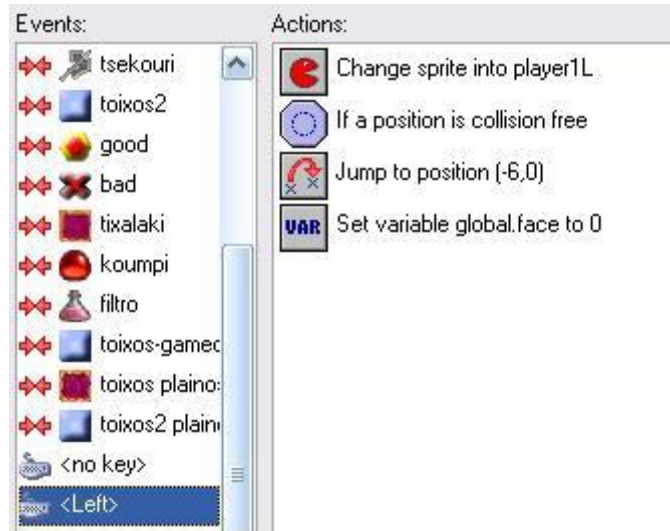 Events:
tsekouri
toixos2
good
bad
tixalaki
koumpi
filtro
toixos-gamec
toixos plaino
toixos2 plain
<no key>
<Left>
Actions:
Change sprite into player1L
If a position is collision free
Jump to position (-6,0)
VAR Set variable global.face to 0